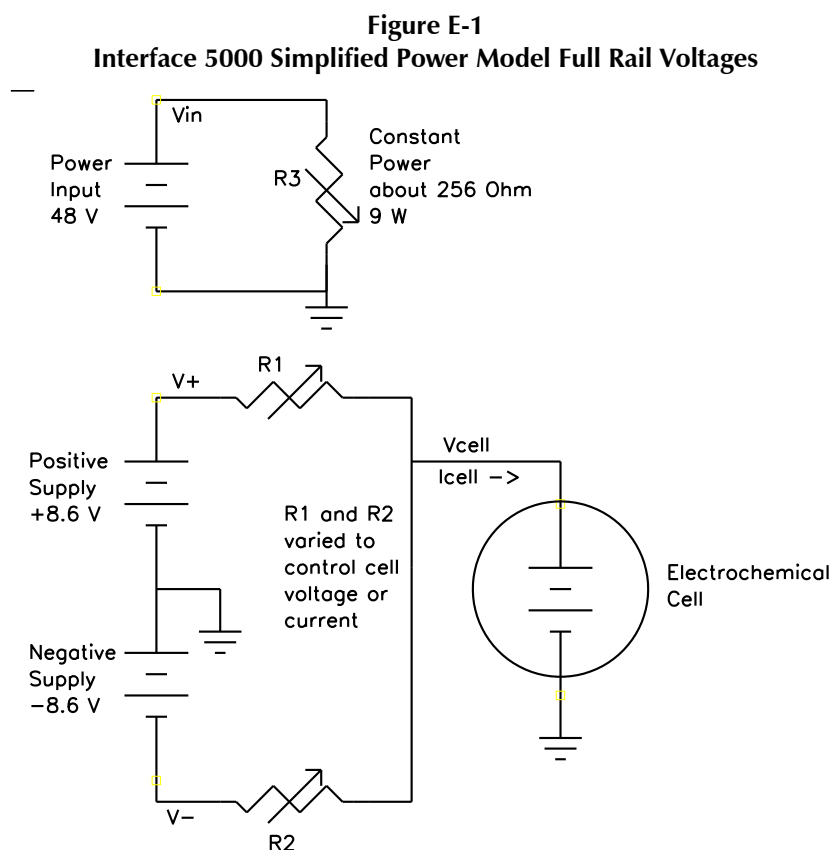 Figure E-1
Interface 5000 Simplified Power Model Full Rail Voltages
Vin
Power
Input
48 V
R3
Constant
Power
about 256 Ohm
9 W
R1
V+
Positive
Supply
+8.6 V
Vcell
Icell ->
R1 and R2
varied to
control cell
voltage or
current
Electrochemical
Cell
Negative
Supply
-8.6 V
V-
R2